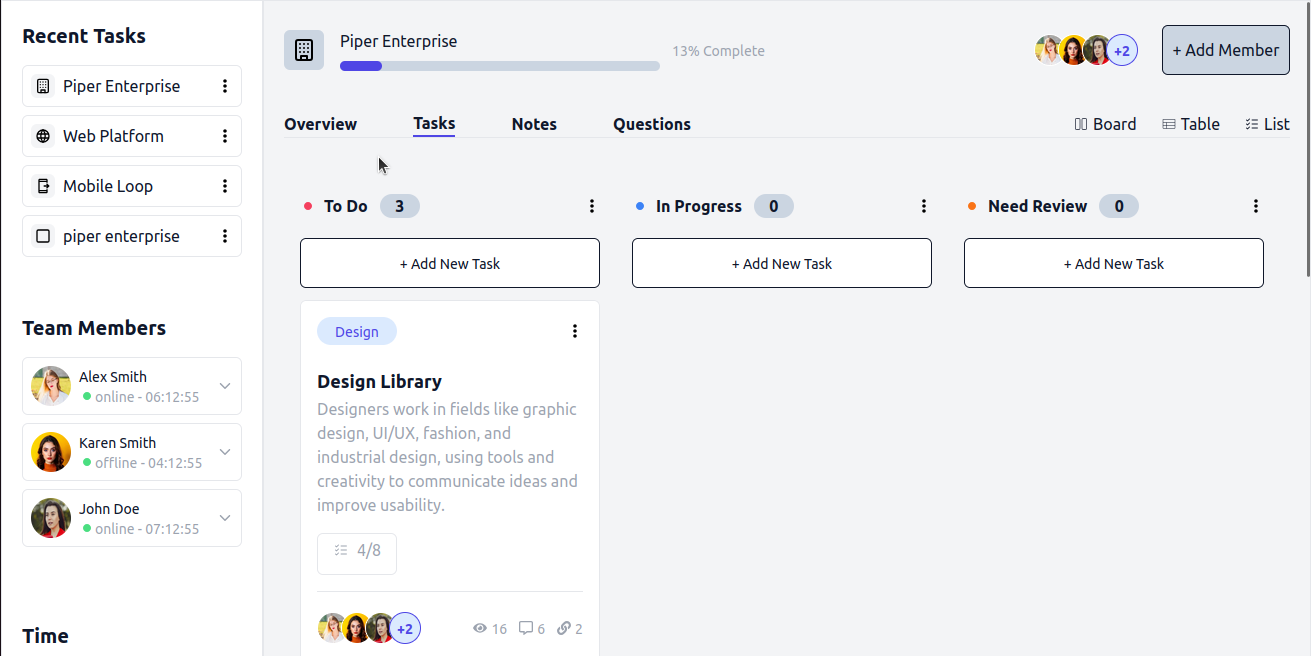 Recent Tasks
Piper Enterprise
Web Platform
Mobile Loop
piper enterprise
Team Members
Alex Smith
online - 06:12:55
Karen Smith
offline - 04:12:55
John Doe
online - 07:12:55
Time
Piper Enterprise
13% Complete
+2
+ Add Member
Overview Tasks Notes Questions
Board Table List
To Do 3
+ Add New Task
Design
Design Library
Designers work in fields like graphic
design, UI/UX, fashion, and
industrial design, using tools and
creativity to communicate ideas and
improve usability.
4/8
+2 16 6 2
In Progress 0
+ Add New Task
Need Review 0
+ Add New Task